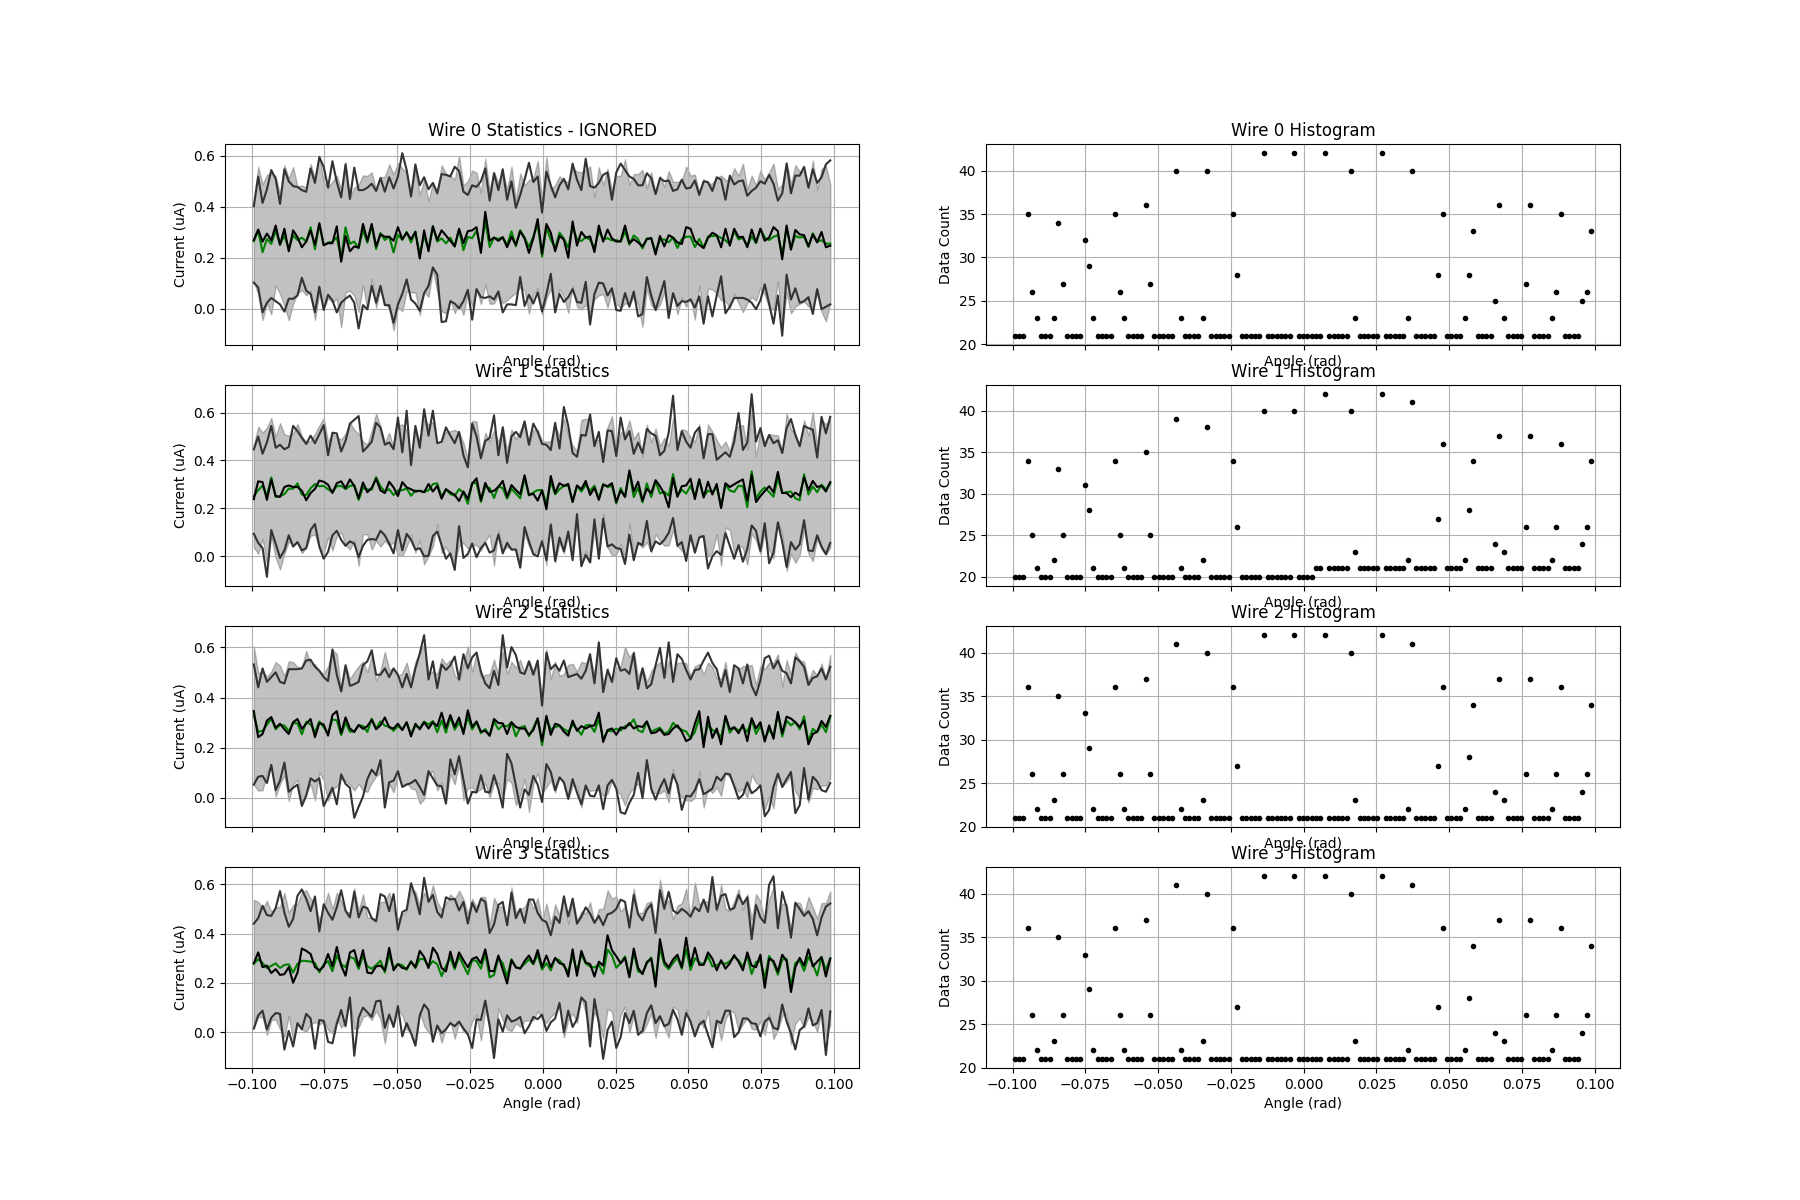 Wire 0 Statistics - IGNORED
Current (uA)
0.6
0.4
0.2
0.0
Angle (rad)
Wire 0 Histogram
Data Count
40
35
30
25
20
Angle (rad)
Wire 1 Statistics
Current (uA)
0.6
0.4
0.2
0.0
Angle (rad)
Wire 1 Histogram
Data Count
40
35
30
25
20
Angle (rad)
Wire 2 Statistics
Current (uA)
0.6
0.4
0.2
0.0
Angle (rad)
Wire 2 Histogram
Data Count
40
35
30
25
20
Angle (rad)
Wire 3 Statistics
Current (uA)
0.6
0.4
0.2
0.0
−0.100 −0.075 −0.050 −0.025 0.000 0.025 0.050 0.075 0.100
Angle (rad)
Wire 3 Histogram
Data Count
40
35
30
25
20
−0.100 −0.075 −0.050 −0.025 0.000 0.025 0.050 0.075 0.100
Angle (rad)